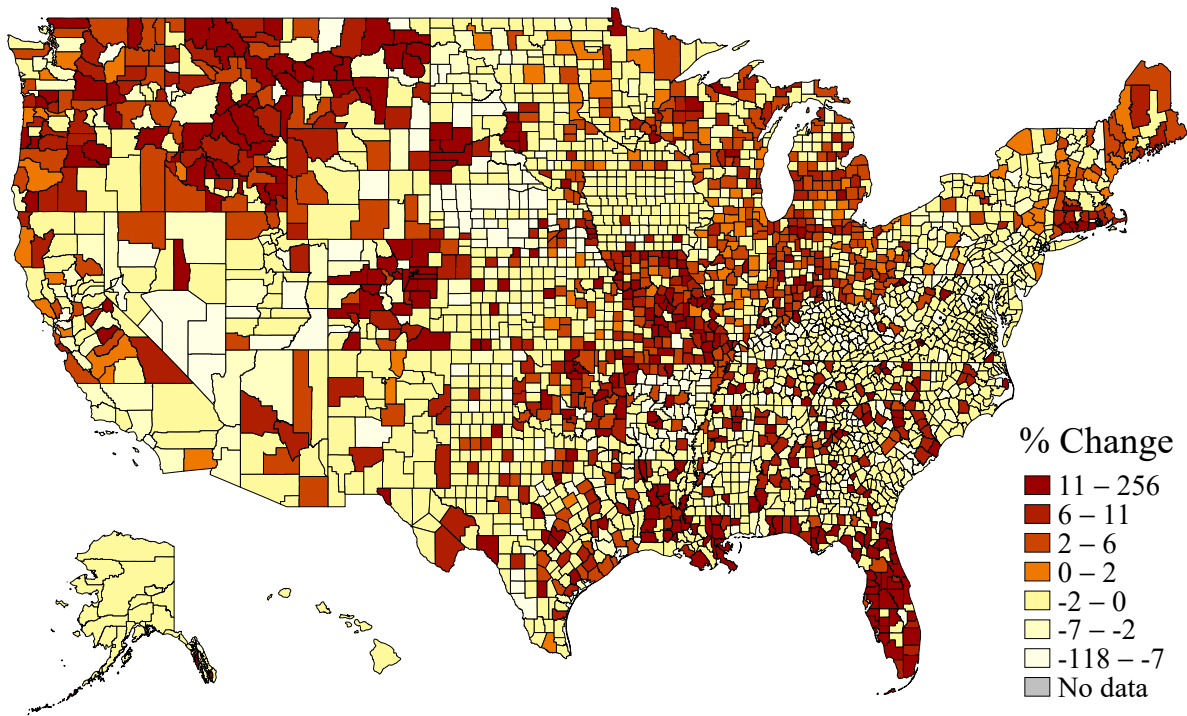 % Change
11 – 256
6 – 11
2 – 6
0 – 2
-2 – 0
-7 – -2
-118 – -7
No data